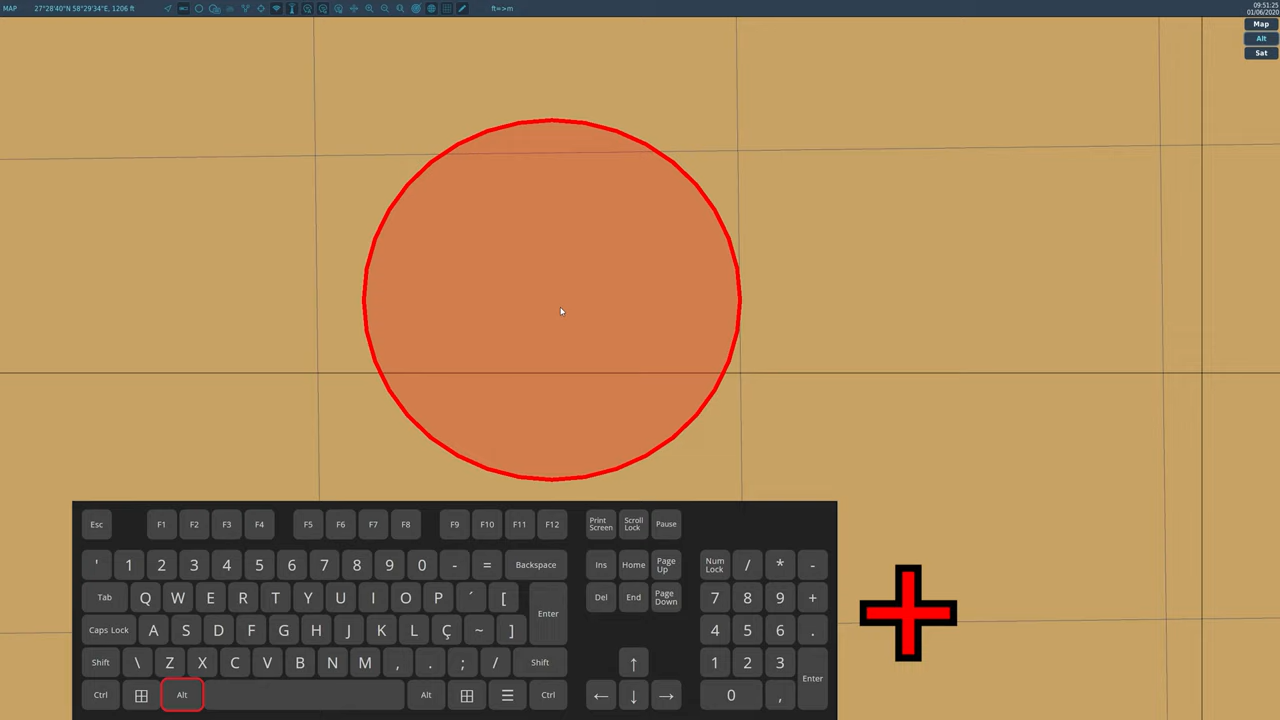 MAP 27°28'40"N 58°29'34"E, 1206 ft ft=>m 09:51:25
01/06/2020
Map
Alt
Sat
Esc F1 F2 F3 F4 F5 F6 F7 F8 F9 F10 F11 F12 Print Screen Scroll Lock Pause
' 1 2 3 4 5 6 7 8 9 0 - = Backspace Ins Home Page Up Num Lock / * -
Tab Q W E R T Y U I O P ´ [ Enter Del End Page Down 7 8 9 +
Caps Lock A S D F G H J K L Ç ~ ] 4 5 6 .
Shift \ Z X C V B N M , . ; / Shift ↑ 1 2 3 Enter
Ctrl Alt Alt Ctrl ← ↓ → 0 ,